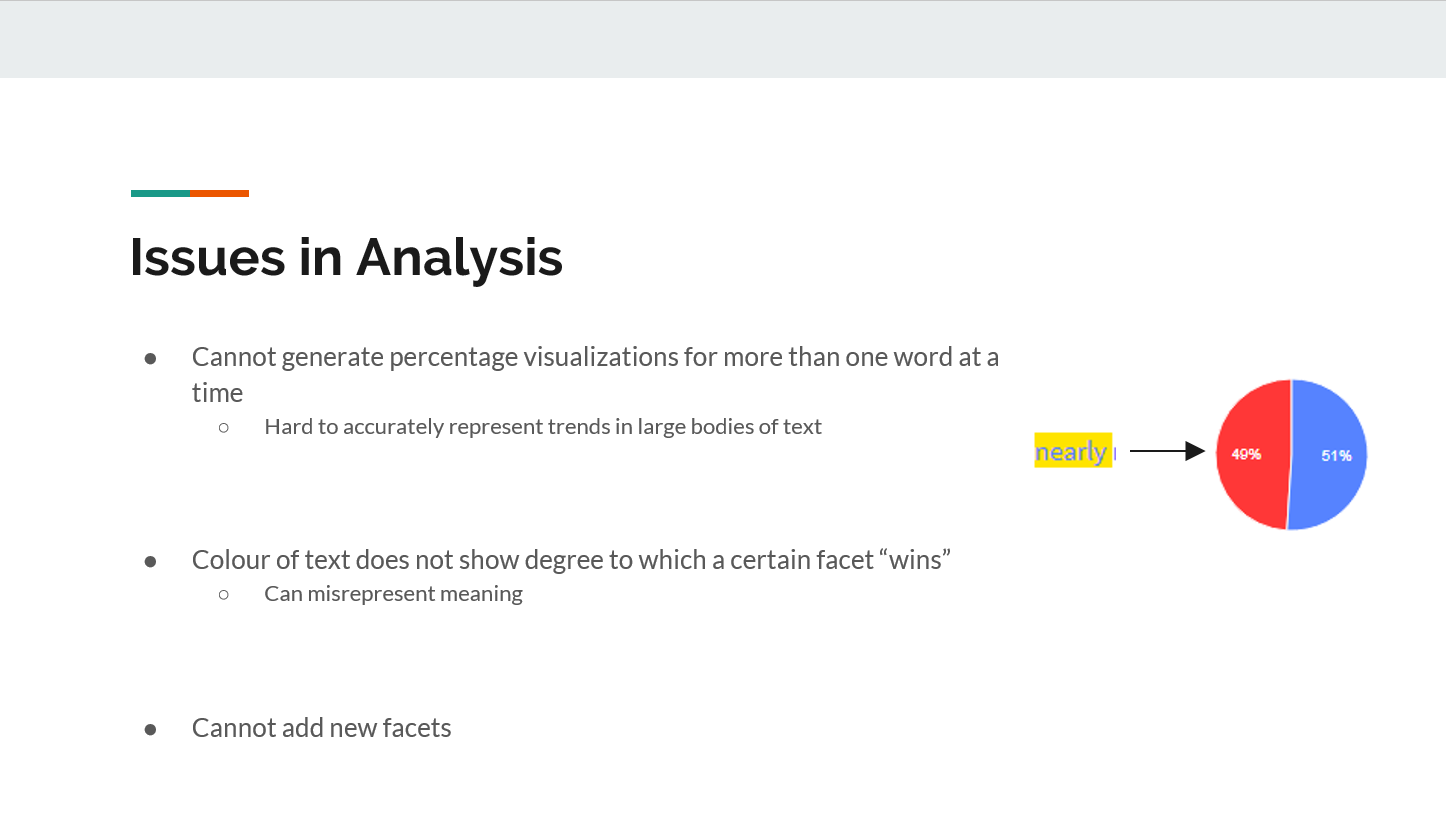 Issues in Analysis
● Cannot generate percentage visualizations for more than one word at a
time
○ Hard to accurately represent trends in large bodies of text
nearly
49%
51%
● Colour of text does not show degree to which a certain facet “wins”
○ Can misrepresent meaning
● Cannot add new facets